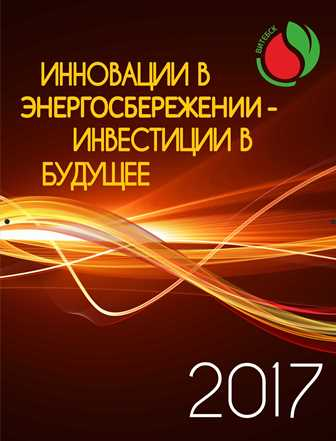 ВИТЕБСК
ИННОВАЦИИ В
ЭНЕРГОСБЕРЕЖЕНИИ -
ИНВЕСТИЦИИ В
БУДУЩЕЕ
2017